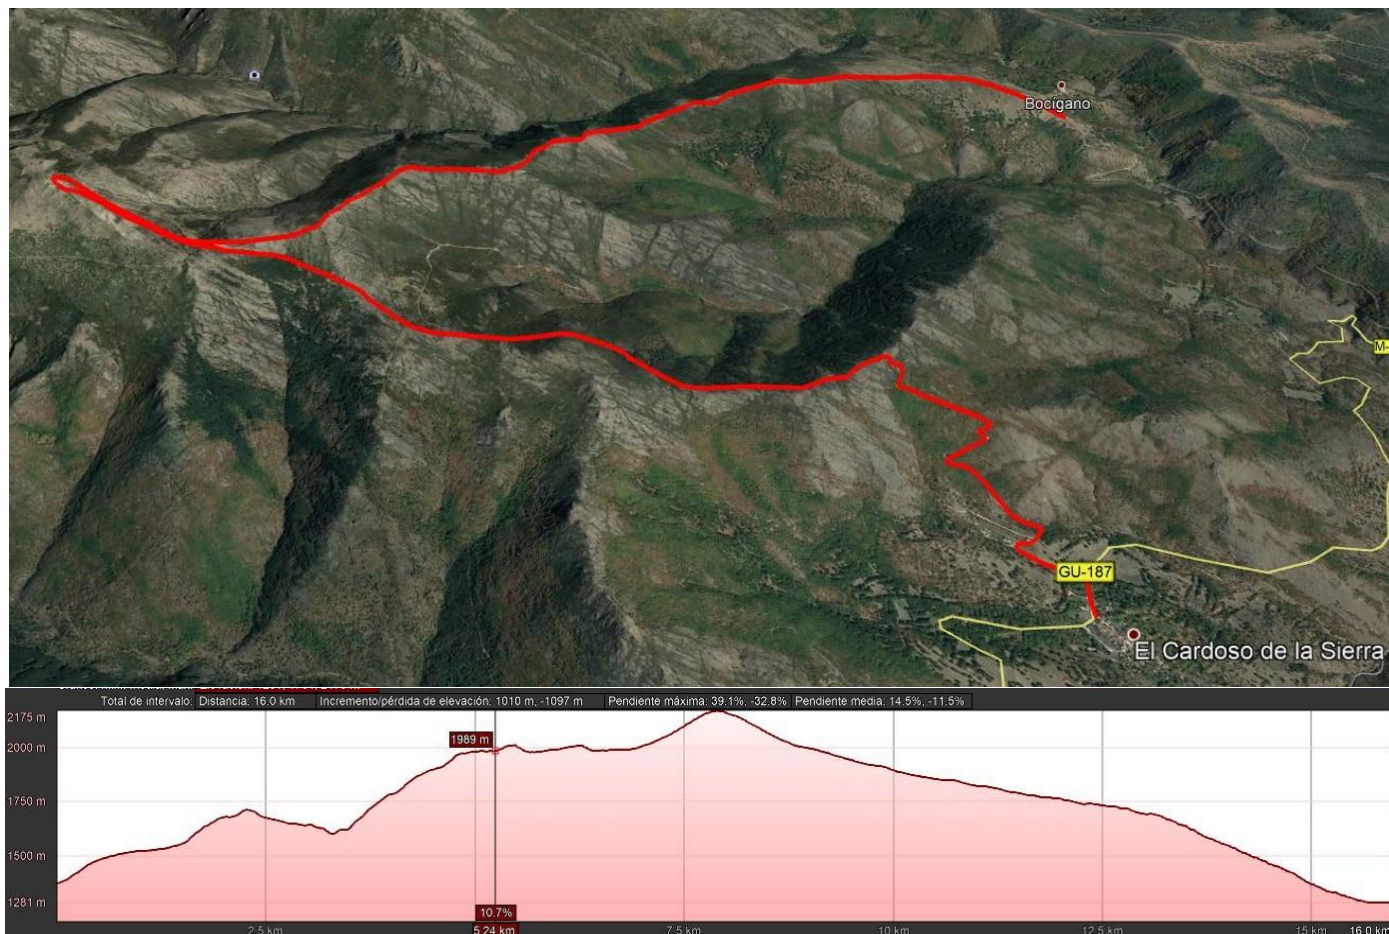 Bocígano
M-
GU-187
El Cardoso de la Sierra
Total de intervalo: Distancia: 16.0 km Incremento/pérdida de elevación: 1010 m, -1097 m Pendiente máxima: 39.1%, -32.8% Pendiente media: 14.5%, -11.5%
2175 m
1989 m
2000 m
1750 m
1500 m
1281 m
10.7%
2.5 km 5.24 km 7.5 km 10 km 12.5 km 15 km 16.0 km